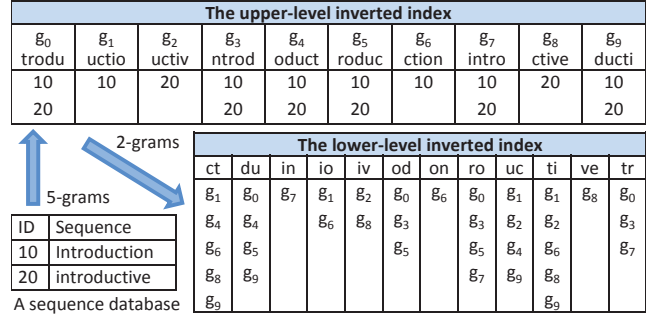 The upper-level inverted index
g0 g1 g2 g3 g4 g5 g6 g7 g8 g9
trodu uctio uctiv ntrod oduct roduc ction intro ctive ducti
10 10 20 10 10 10 10 10 20 10
20 20 20 20 20 20
2-grams
5-grams
The lower-level inverted index
ct du in io iv od on ro uc ti ve tr
g1 g0 g7 g1 g2 g0 g6 g0 g1 g1 g8 g0
g4 g4 g6 g8 g3 g3 g2 g2 g3
g6 g5 g5 g5 g4 g6 g7
g8 g9 g7 g9 g8
g9 g9
ID Sequence
10 Introduction
20 introductive
A sequence database